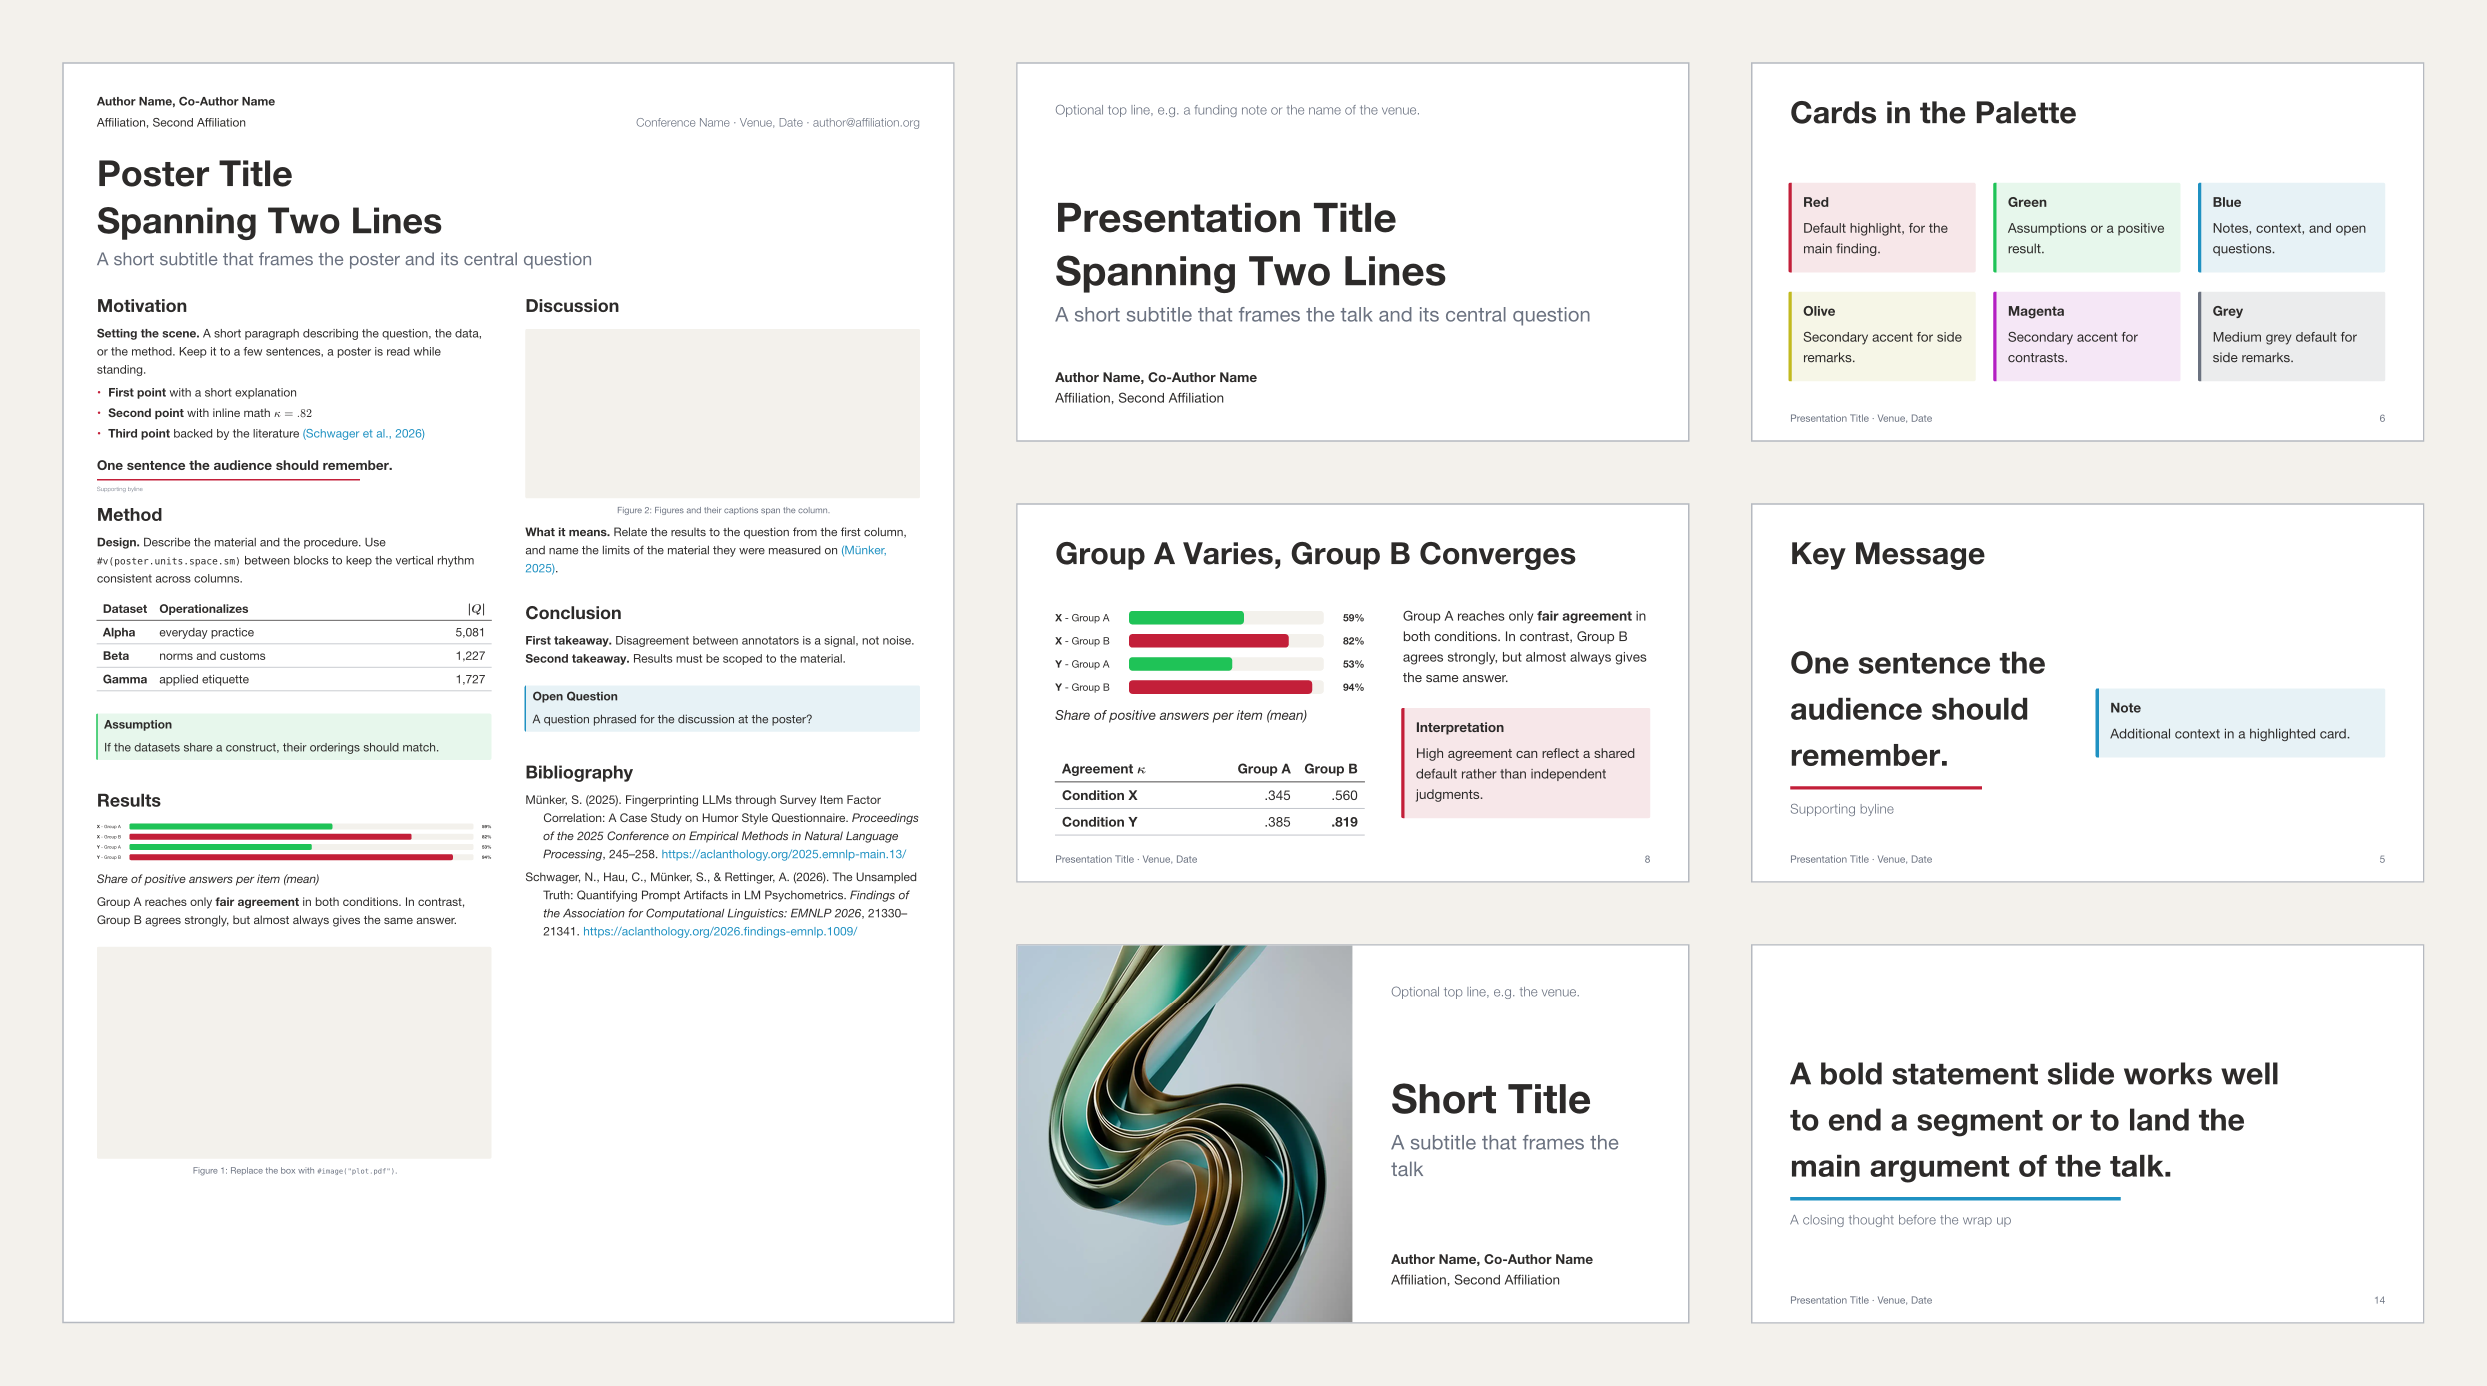 Author Name, Co-Author Name
Affiliation, Second Affiliation
Conference Name · Venue, Date · author@affiliation.org
Poster Title
Spanning Two Lines
A short subtitle that frames the poster and its central question
Motivation
Setting the scene. A short paragraph describing the question, the data,
or the method. Keep it to a few sentences, a poster is read while
standing.
• First point with a short explanation
• Second point with inline math κ = .82
• Third point backed by the literature (Schwager et al., 2026)
One sentence the audience should remember.
Supporting byline
Method
Design. Describe the material and the procedure. Use
#v(poster.units.space.sm) between blocks to keep the vertical rhythm
consistent across columns.
Dataset Operationalizes |Q|
Alpha everyday practice 5,081
Beta norms and customs 1,227
Gamma applied etiquette 1,727
Assumption
If the datasets share a construct, their orderings should match.
Results
X - Group A 59%
X - Group B 82%
Y - Group A 53%
Y - Group B 94%
Share of positive answers per item (mean)
Group A reaches only fair agreement in both conditions. In contrast,
Group B agrees strongly, but almost always gives the same answer.
Figure 1: Replace the box with #image("plot.pdf").
Discussion
Figure 2: Figures and their captions span the column.
What it means. Relate the results to the question from the first column,
and name the limits of the material they were measured on (Münker,
2025).
Conclusion
First takeaway. Disagreement between annotators is a signal, not noise.
Second takeaway. Results must be scoped to the material.
Open Question
A question phrased for the discussion at the poster?
Bibliography
Münker, S. (2025). Fingerprinting LLMs through Survey Item Factor
Correlation: A Case Study on Humor Style Questionnaire. Proceedings
of the 2025 Conference on Empirical Methods in Natural Language
Processing, 245–258. https://aclanthology.org/2025.emnlp-main.13/
Schwager, N., Hau, C., Münker, S., & Rettinger, A. (2026). The Unsampled
Truth: Quantifying Prompt Artifacts in LM Psychometrics. Findings of
the Association for Computational Linguistics: EMNLP 2026, 21330–
21341. https://aclanthology.org/2026.findings-emnlp.1009/
Optional top line, e.g. a funding note or the name of the venue.
Presentation Title
Spanning Two Lines
A short subtitle that frames the talk and its central question
Author Name, Co-Author Name
Affiliation, Second Affiliation
Cards in the Palette
Red
Default highlight, for the
main finding.
Green
Assumptions or a positive
result.
Blue
Notes, context, and open
questions.
Olive
Secondary accent for side
remarks.
Magenta
Secondary accent for
contrasts.
Grey
Medium grey default for
side remarks.
Presentation Title · Venue, Date 6
Group A Varies, Group B Converges
X - Group A 59%
X - Group B 82%
Y - Group A 53%
Y - Group B 94%
Share of positive answers per item (mean)
Agreement κ Group A Group B
Condition X .345 .560
Condition Y .385 .819
Group A reaches only fair agreement in
both conditions. In contrast, Group B
agrees strongly, but almost always gives
the same answer.
Interpretation
High agreement can reflect a shared
default rather than independent
judgments.
Presentation Title · Venue, Date 8
Key Message
One sentence the
audience should
remember.
Supporting byline
Note
Additional context in a highlighted card.
Presentation Title · Venue, Date 5
Optional top line, e.g. the venue.
Short Title
A subtitle that frames the
talk
Author Name, Co-Author Name
Affiliation, Second Affiliation
A bold statement slide works well
to end a segment or to land the
main argument of the talk.
A closing thought before the wrap up
Presentation Title · Venue, Date 14